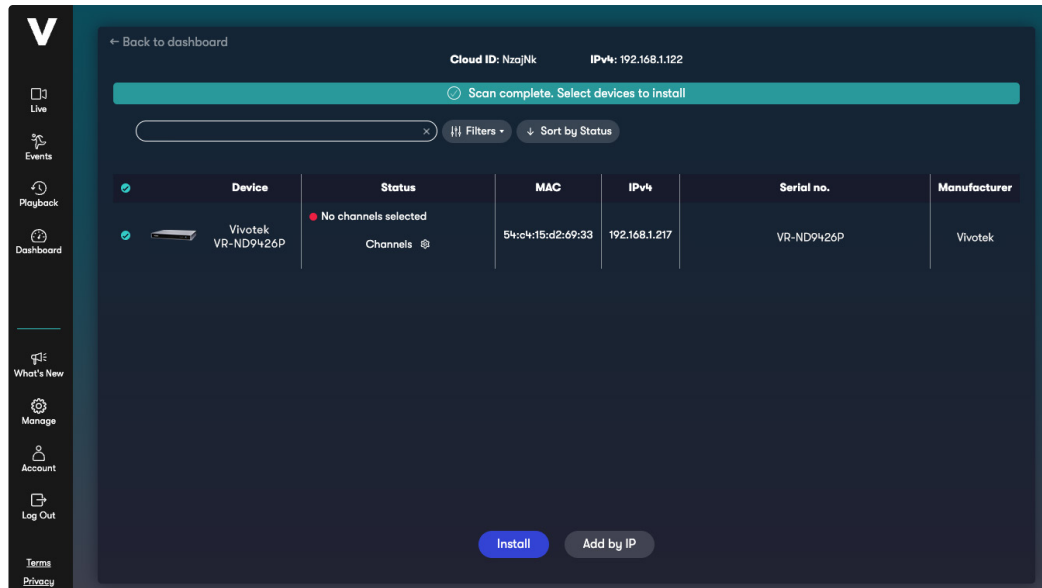 V
← Back to dashboard
Cloud ID: NzajNk IPv4: 192.168.1.122
Scan complete. Select devices to install
Live
Events
Playback
Dashboard
What's New
Manage
Account
Log Out
Terms
Privacy
× Filters ▾ ↓ Sort by Status
Device Status MAC IPv4 Serial no. Manufacturer
Vivotek
VR-ND9426P
No channels selected
Channels
54:c4:15:d2:69:33
192.168.1.217
VR-ND9426P
Vivotek
Install Add by IP